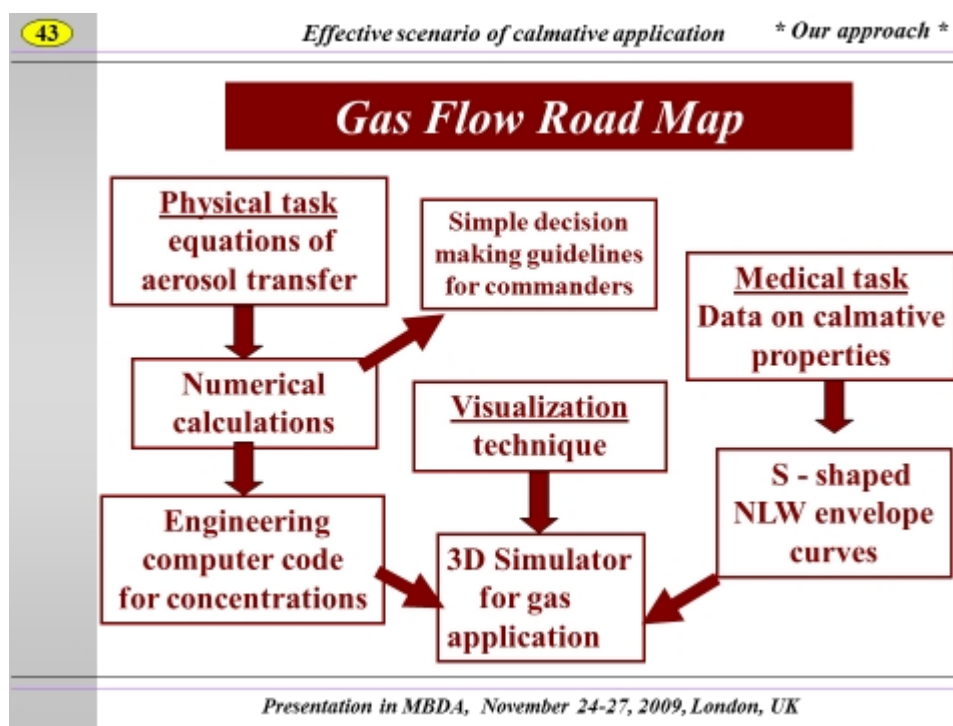 43
Effective scenario of calmative application
* Our approach *
Gas Flow Road Map
Physical task
equations of
aerosol transfer
Simple decision
making guidelines
for commanders
Medical task
Data on calmative
properties
Numerical
calculations
Visualization
technique
S - shaped
NLW envelope
curves
Engineering
computer code
for concentrations
3D Simulator
for gas
application
Presentation in MBDA, November 24-27, 2009, London, UK